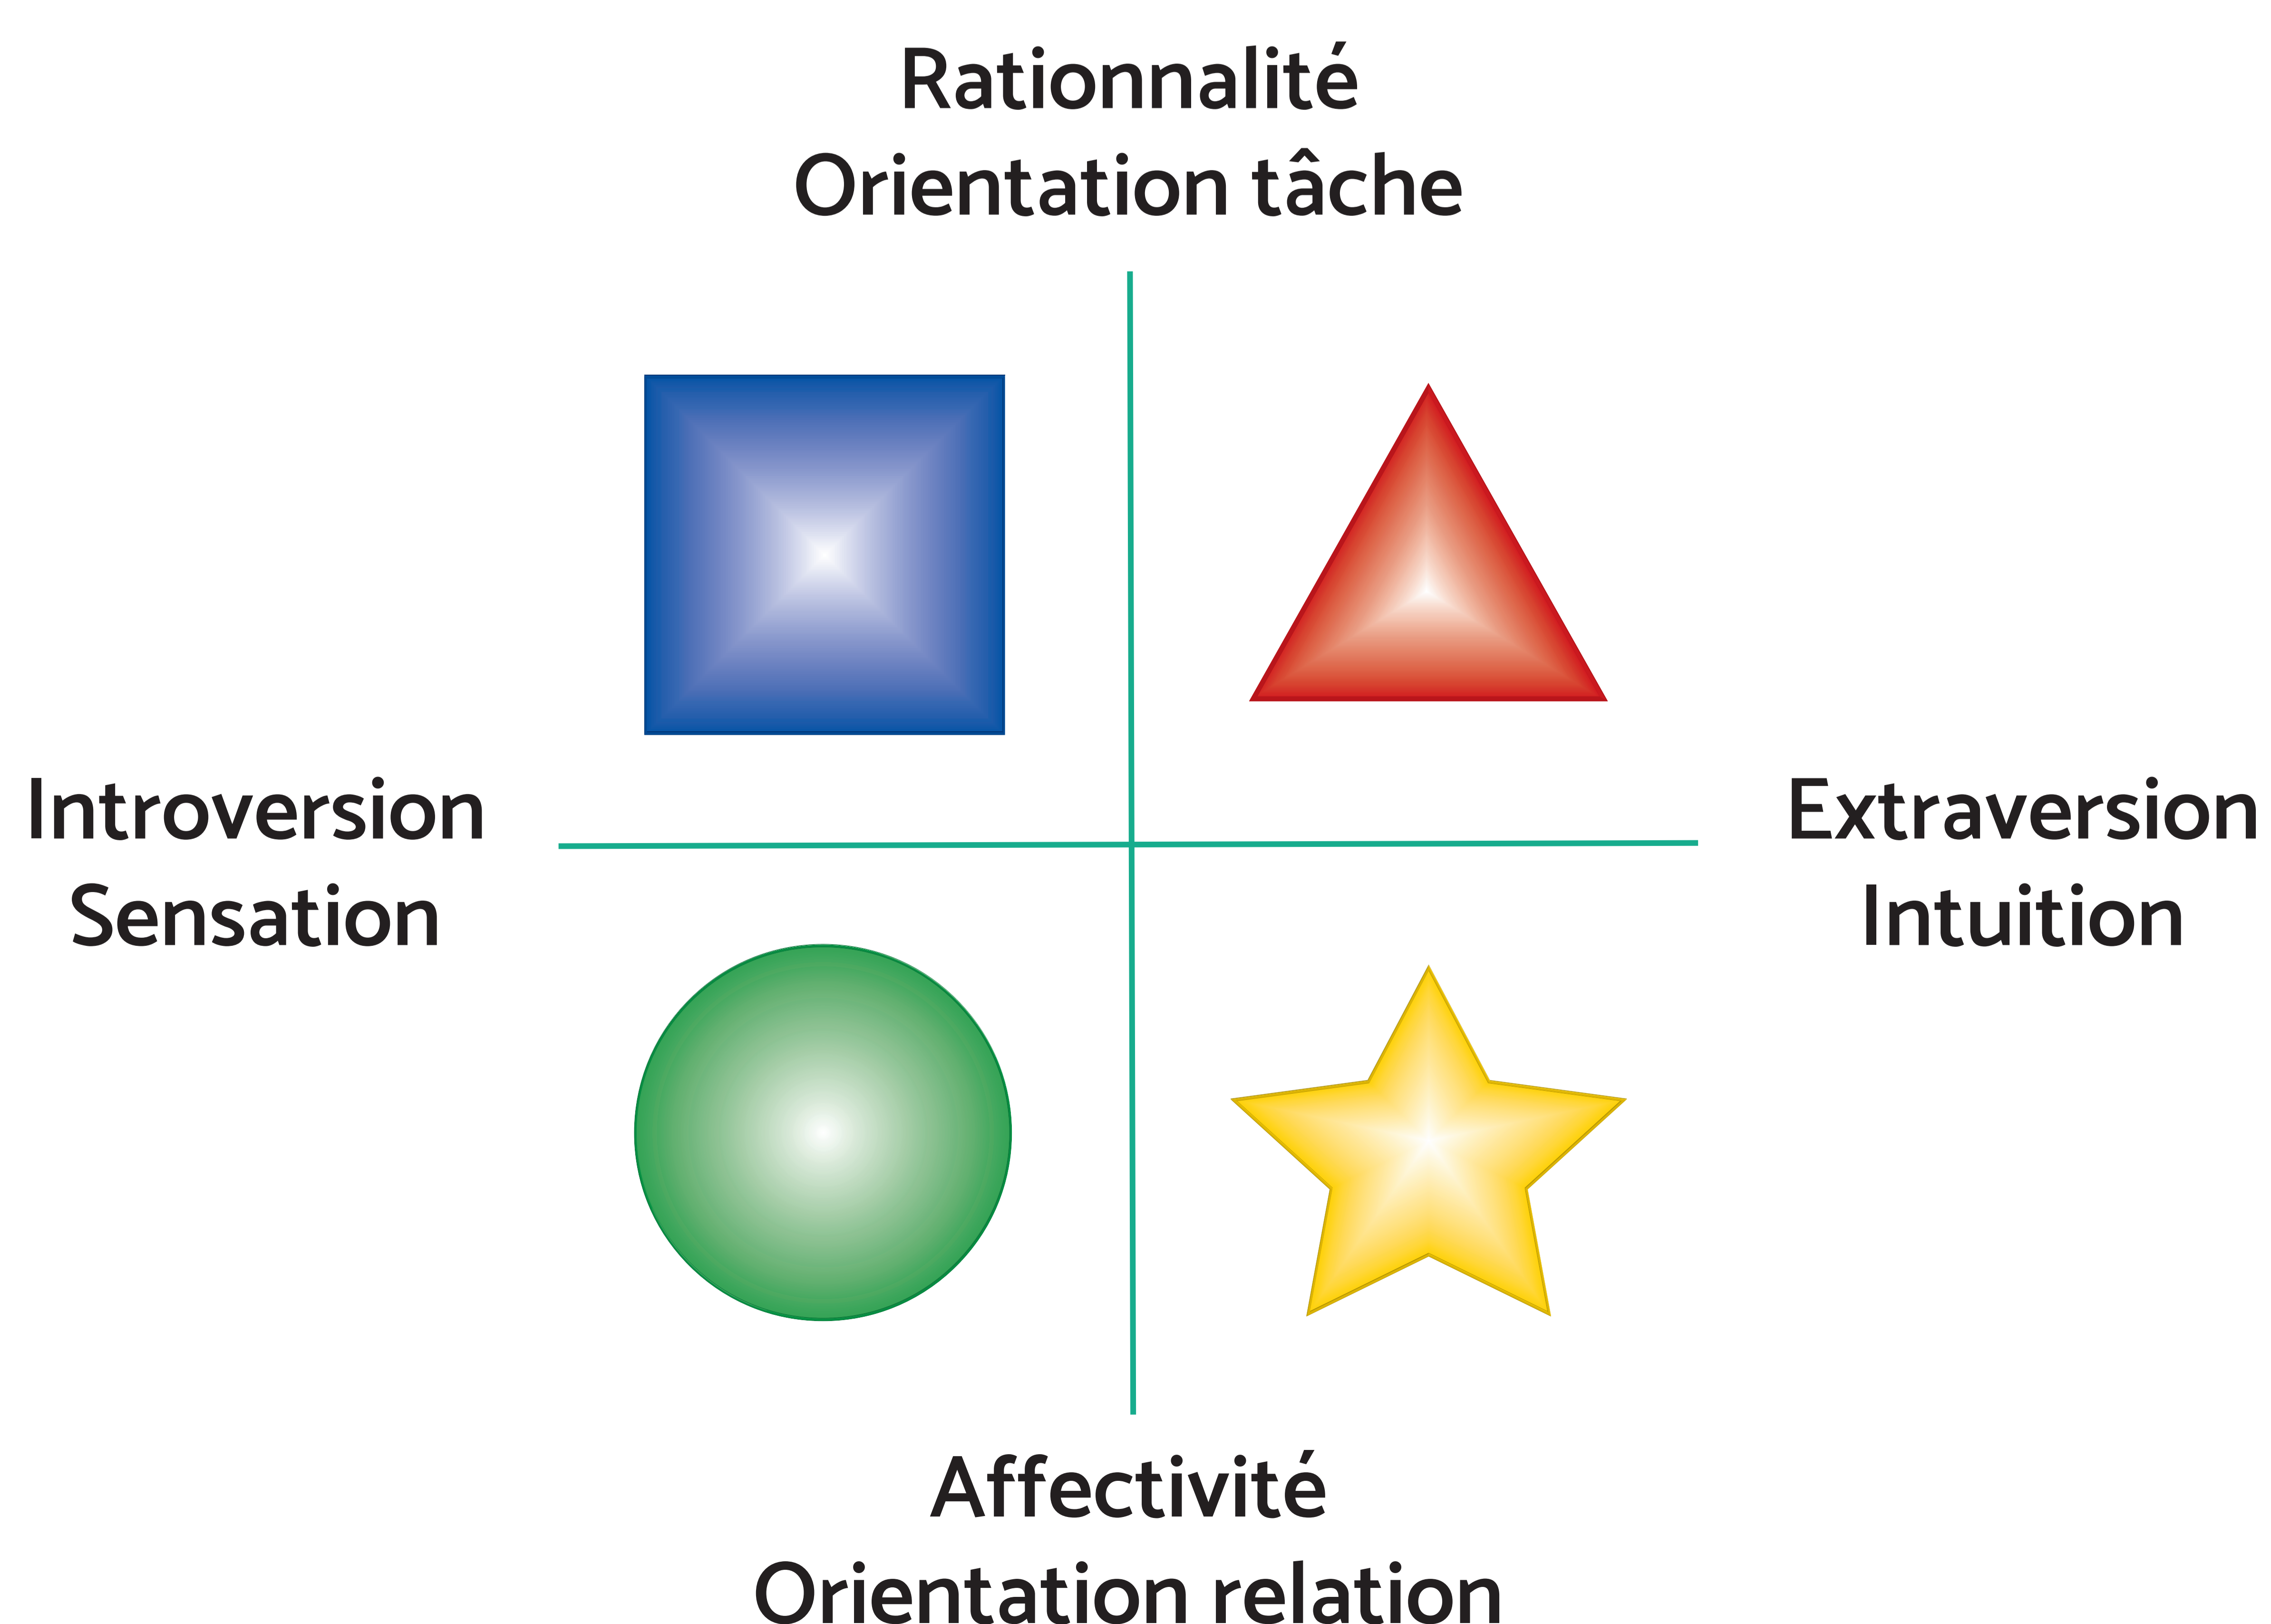 Rationnalité
Orientation tâche
Introversion
Sensation
Extraversion
Intuition
Affectivité
Orientation relation